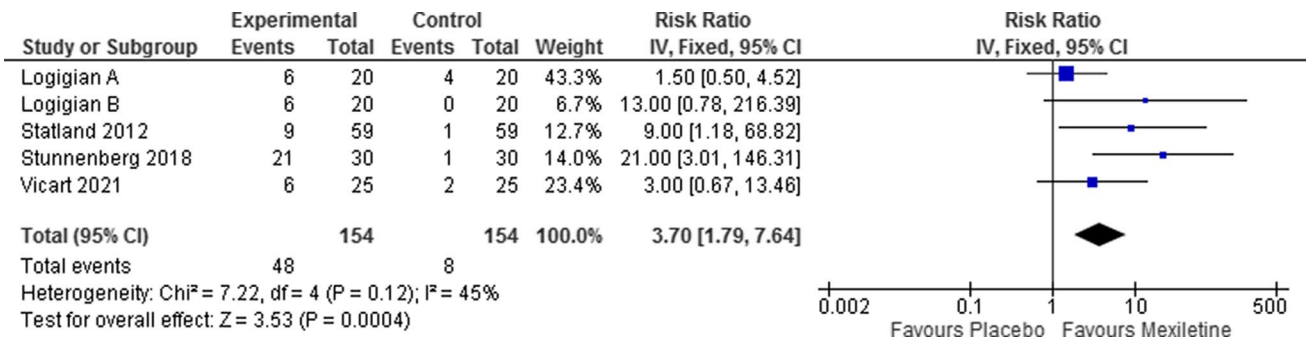 Experimental Control Risk Ratio Risk Ratio
Study or Subgroup Events Total Events Total Weight IV, Fixed, 95% CI IV, Fixed, 95% CI
Logigian A 6 20 4 20 43.3% 1.50 [0.50, 4.52]
Logigian B 6 20 0 20 6.7% 13.00 [0.78, 216.39]
Statland 2012 9 59 1 59 12.7% 9.00 [1.18, 68.82]
Stunnenberg 2018 21 30 1 30 14.0% 21.00 [3.01, 146.31]
Vicart 2021 6 25 2 25 23.4% 3.00 [0.67, 13.46]
Total (95% CI) 154 154 100.0% 3.70 [1.79, 7.64]
Total events 48 8
Heterogeneity: Chi² = 7.22, df = 4 (P = 0.12); I² = 45%
Test for overall effect: Z = 3.53 (P = 0.0004)
0.002 0.1 1 10 500
Favours Placebo Favours Mexiletine